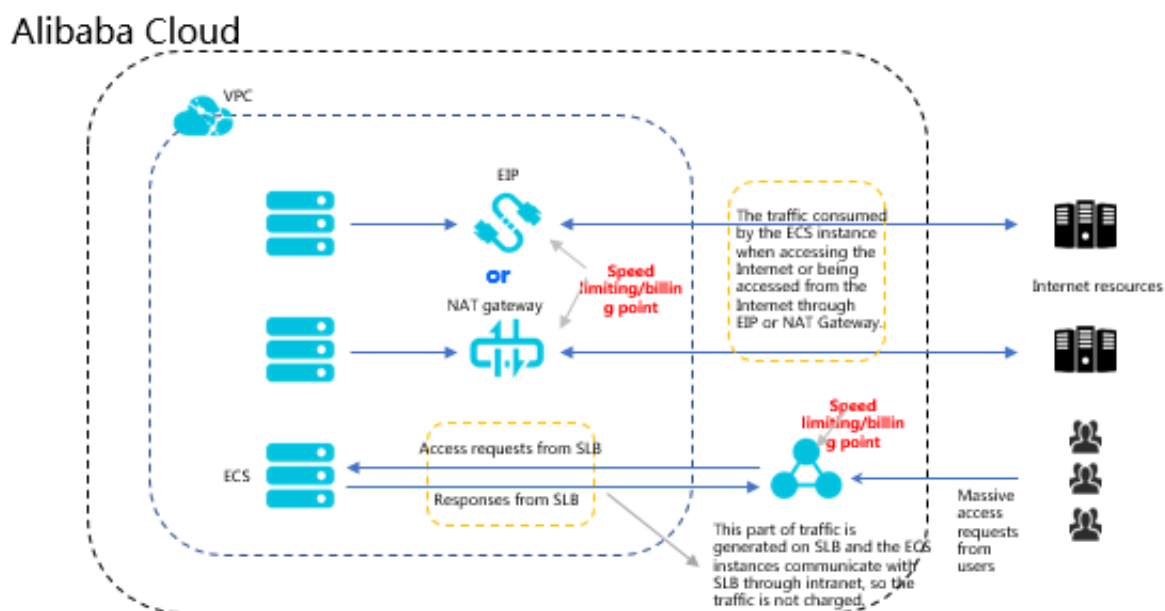 Alibaba Cloud
VPC
EIP
or
NAT gateway
Speed
limiting/billin
g point
The traffic consumed
by the ECS instance
when accessing the
Internet or being
accessed from the
Internet through
EIP or NAT Gateway.
Internet resources
Speed
limiting/billin
g point
ECS
Access requests from SLB
Responses from SLB
Massive
access
requests
from
users
This part of traffic is
generated on SLB and the ECS
instances communicate with
SLB through intranet, so the
traffic is not charged.